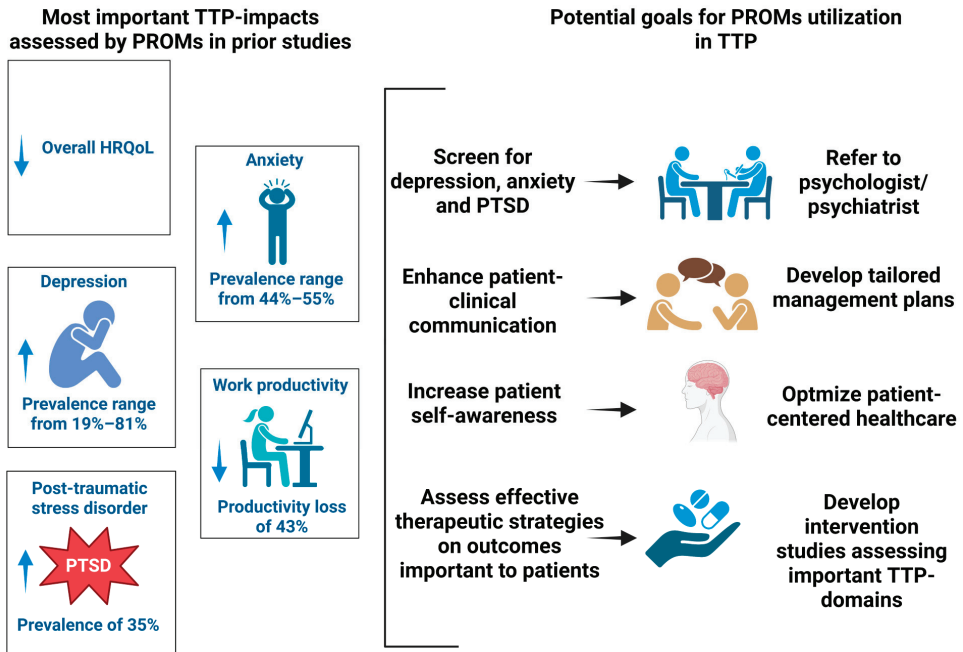 Most important TTP-impacts
assessed by PROMs in prior studies
Overall HRQoL
Anxiety
Prevalence range
from 44%–55%
Depression
Prevalence range
from 19%–81%
Work productivity
Productivity loss
of 43%
Post-traumatic
stress disorder
PTSD
Prevalence of 35%
Potential goals for PROMs utilization
in TTP
Screen for
depression, anxiety
and PTSD
Refer to
psychologist/
psychiatrist
Enhance patient-
clinical
communication
Develop tailored
management plans
Increase patient
self-awareness
Optmize patient-
centered healthcare
Assess effective
therapeutic strategies
on outcomes
important to patients
Develop
intervention
studies assessing
important TTP-
domains